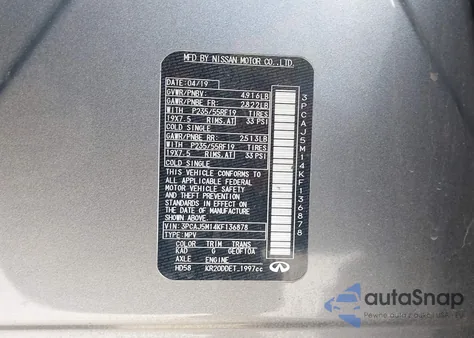 MFD BY NISSAN MOTOR CO.,LTD.
DATE: 04/19
GVWR/PNBV: 4916LB
GAWR/PNBE FR: 2822LB
WITH P235/55RF19 TIRES
19X7.5 RIMS.AT 33 PSI
COLD SINGLE
GAWR/PNBE RR: 2513LB
WITH P235/55RF19 TIRES
19X7.5 RIMS.AT 33 PSI
COLD SINGLE
THIS VEHICLE CONFORMS TO
ALL APPLICABLE FEDERAL
MOTOR VEHICLE SAFETY
AND THEFT PREVENTION
STANDARDS IN EFFECT ON
THE DATE OF MANUFACTURE
SHOWN ABOVE.
VIN: 3PCAJ5M14KF136878
TYPE: MPV
COLOR TRIM TRANS
KAD G GE0F10A
AXLE ENGINE
HD58 KR20DDET 1997cc
3PCAJ5M14KF136878
autoSnap
Pewne auto z dołu USA